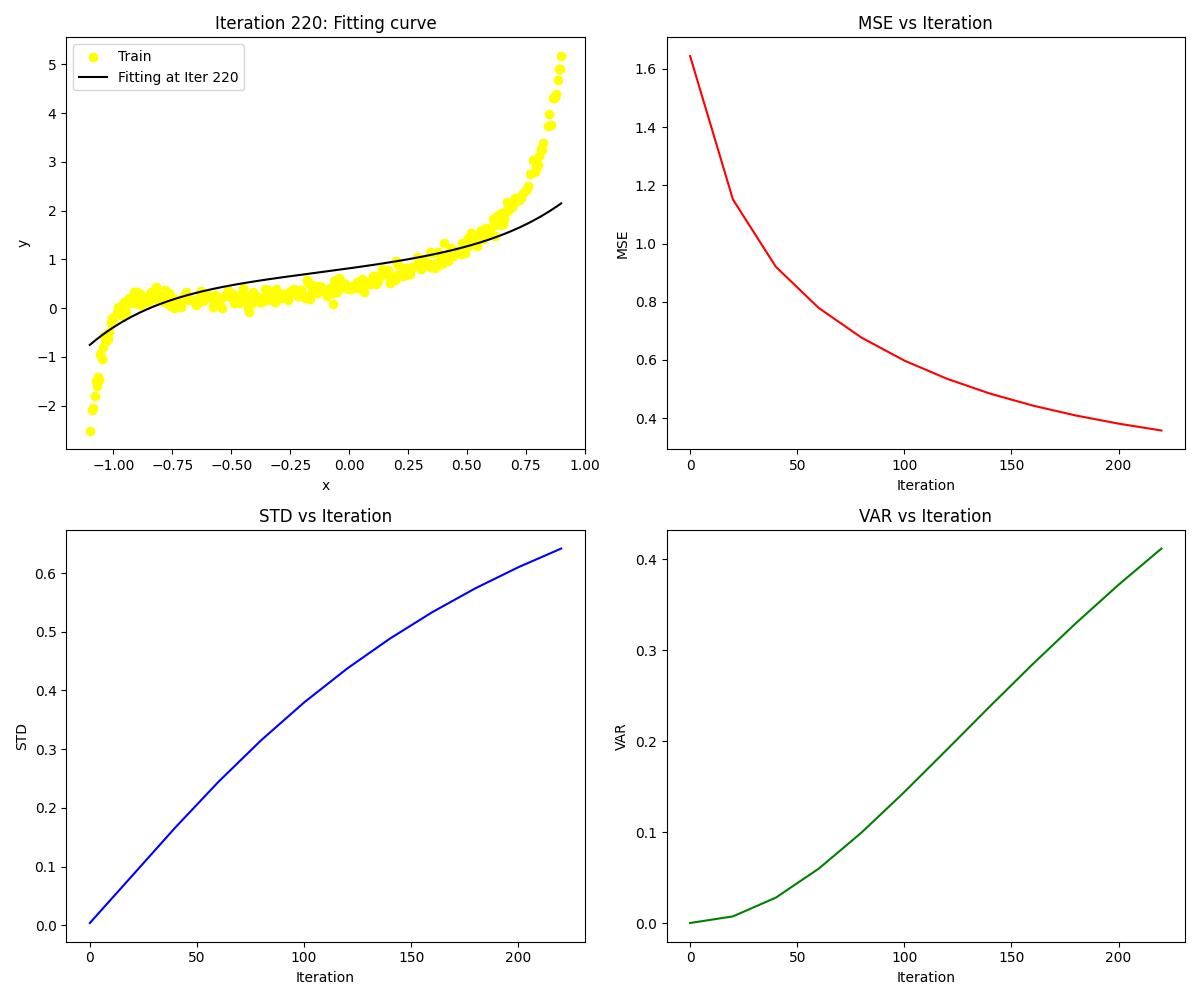 Iteration 220: Fitting curve
Train
Fitting at Iter 220
5
4
3
2
1
0
−1
−2
y
−1.00 −0.75 −0.50 −0.25 0.00 0.25 0.50 0.75 1.00
x
MSE vs Iteration
1.6
1.4
1.2
1.0
0.8
0.6
0.4
MSE
0 50 100 150 200
Iteration
STD vs Iteration
0.6
0.5
0.4
0.3
0.2
0.1
0.0
STD
0 50 100 150 200
Iteration
VAR vs Iteration
0.4
0.3
0.2
0.1
0.0
VAR
0 50 100 150 200
Iteration